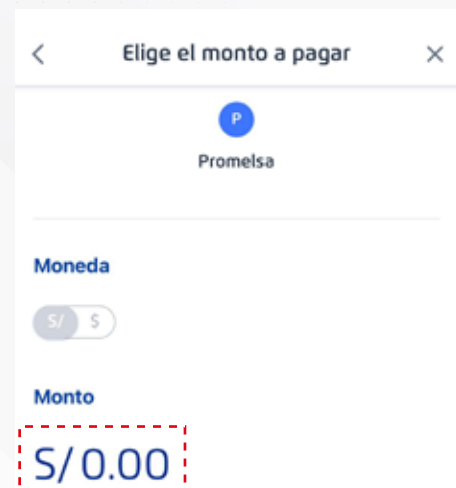 Elige el monto a pagar
P
Promelsa
Moneda
S/ $
Monto
S/ 0.00